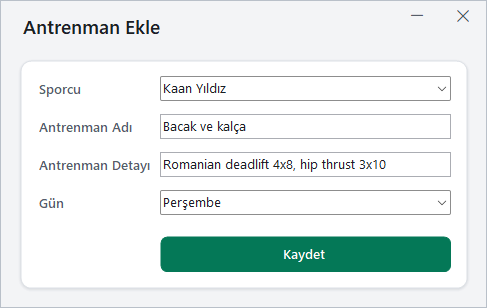 Antrenman Ekle
Sporcu Kaan Yıldız
Antrenman Adı Bacak ve kalça
Antrenman Detayı Romanian deadlift 4x8, hip thrust 3x10
Gün Perşembe
Kaydet